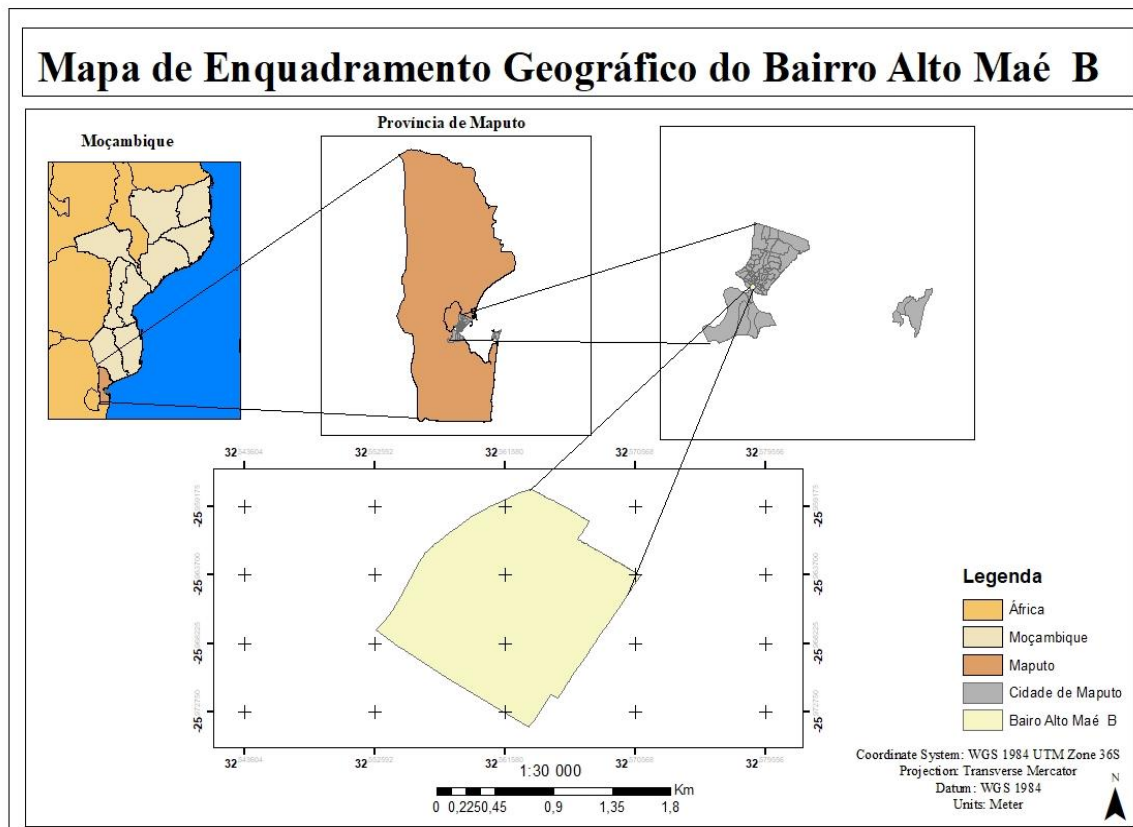 Mapa de Enquadramento Geográfico do Bairro Alto Maé  B
Moçambique
Província de Maputo
32 32 32 32 32
-25 -25
-25 -25
-25 -25
-25 -25
32 32 32 32 32
1:30 000
Km
0 0,2250,45 0,9 1,35 1,8
Legenda
África
Moçambique
Maputo
Cidade de Maputo
Bairo Alto Maé  B
Coordinate System: WGS 1984 UTM Zone 36S
Projection: Transverse Mercator
Datum: WGS 1984
Units: Meter
N